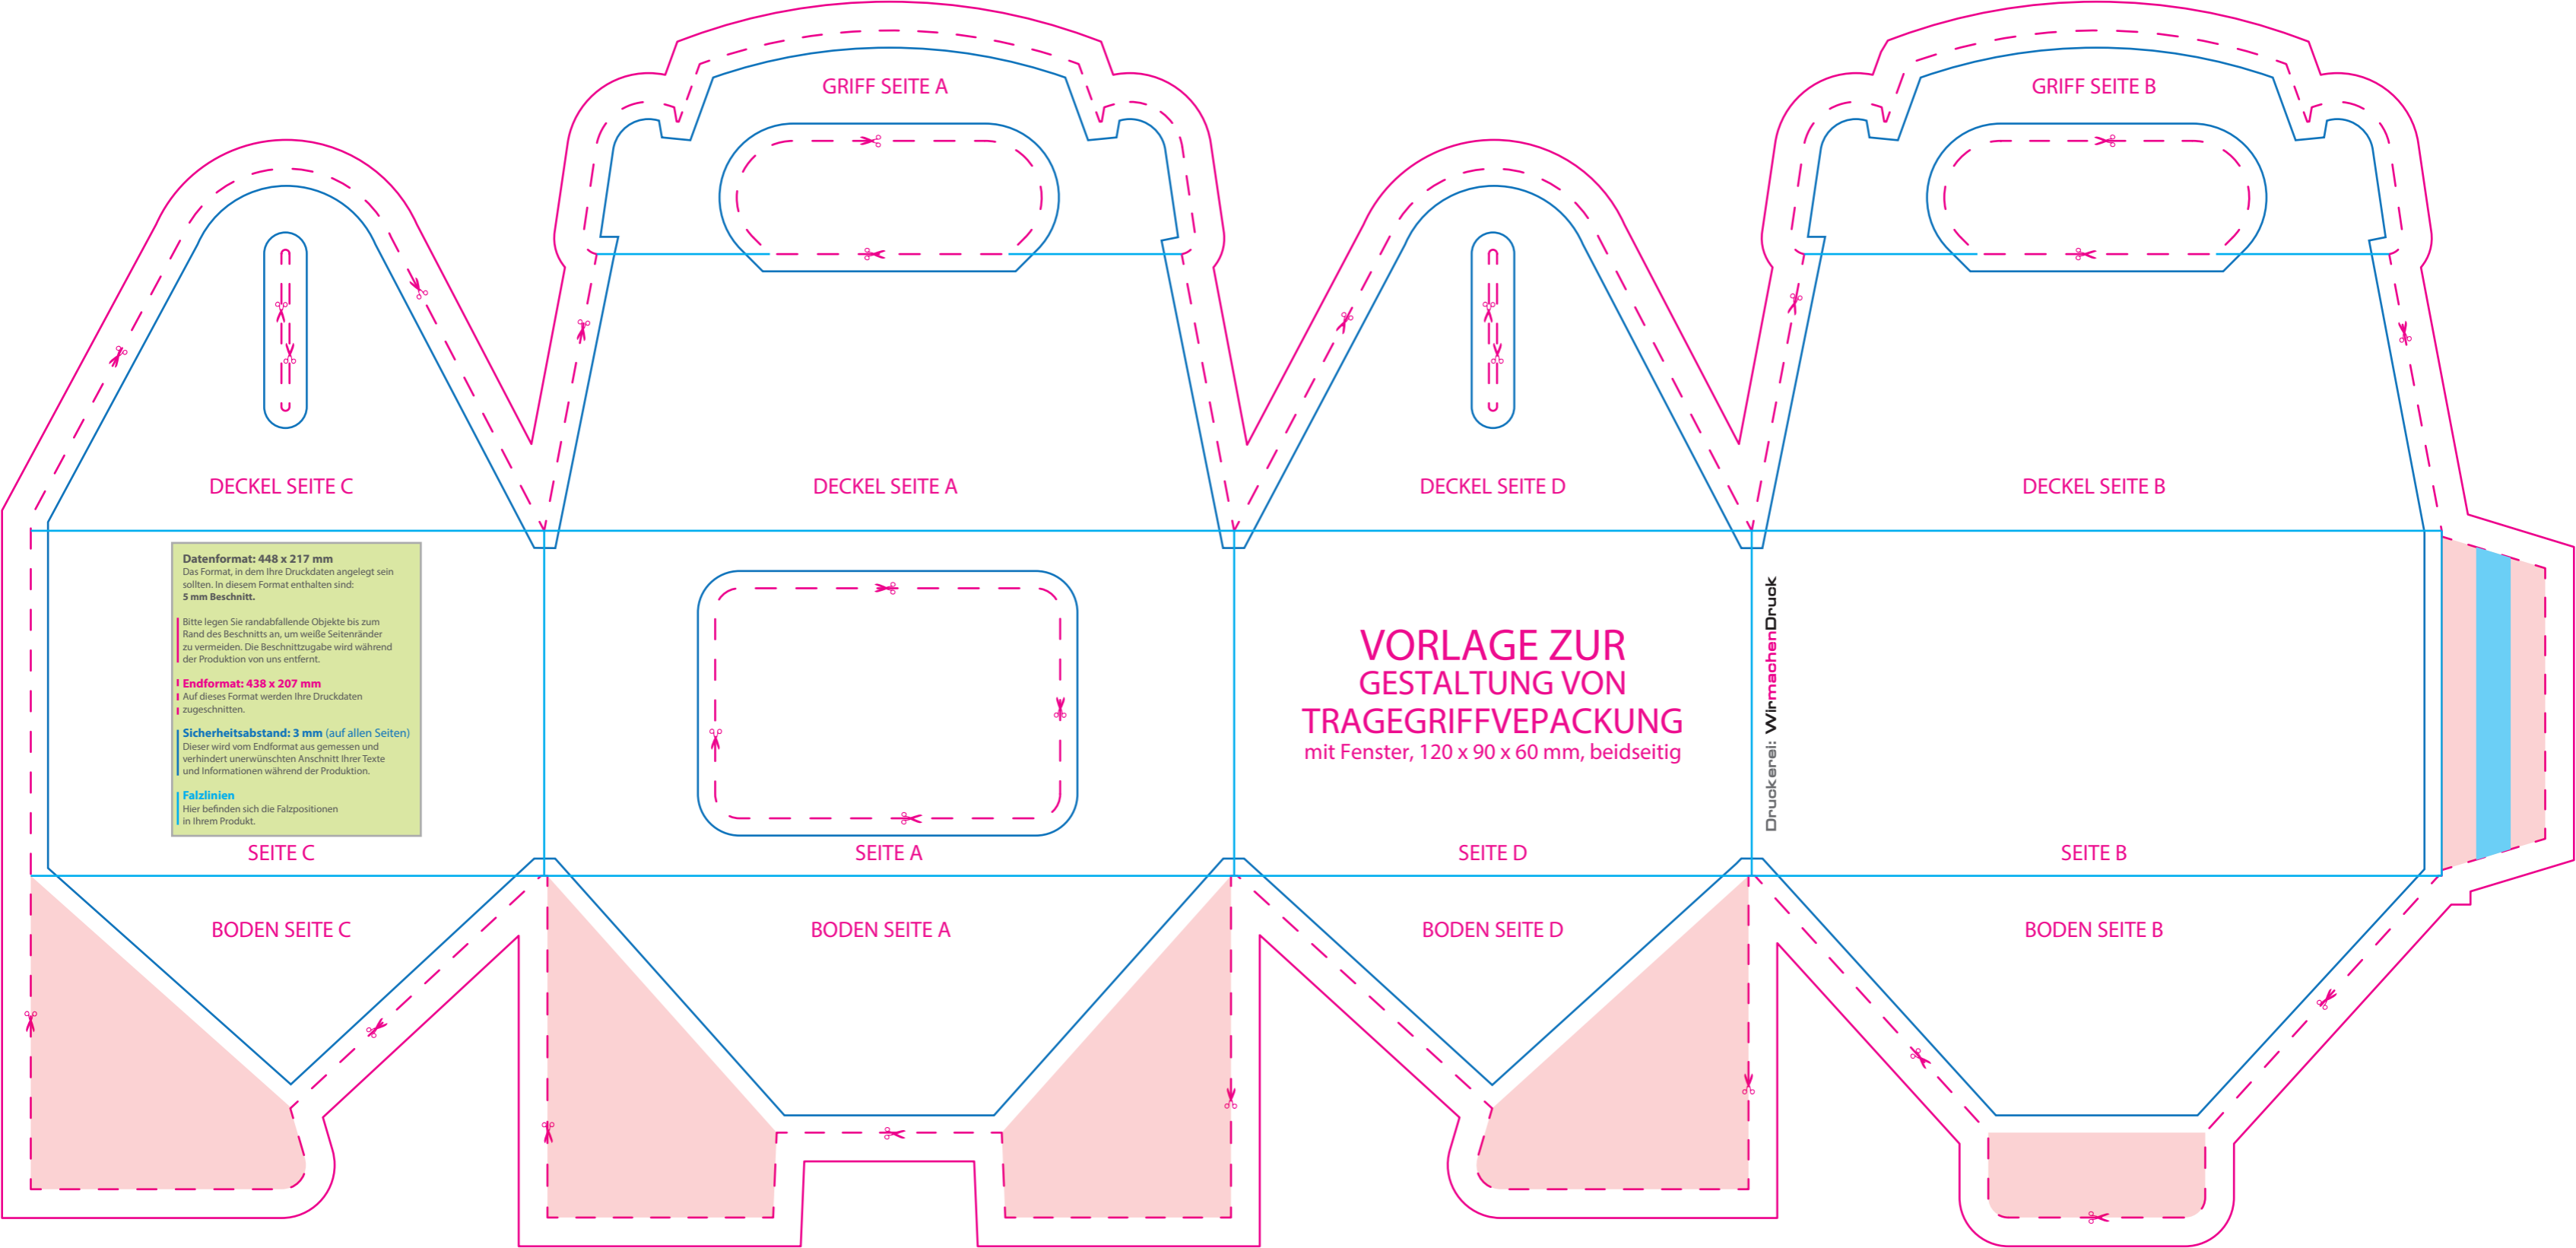 GRIFF SEITE A
GRIFF SEITE B
DECKEL SEITE C
DECKEL SEITE A
DECKEL SEITE D
DECKEL SEITE B
Datenformat: 448 x 217 mm
Das Format, in dem Ihre Druckdaten angelegt sein
sollten. In diesem Format enthalten sind:
5 mm Beschnitt.
Bitte legen Sie randabfallende Objekte bis zum
Rand des Beschnitts an, um weiße Seitenränder
zu vermeiden. Die Beschnittzugabe wird während
der Produktion von uns entfernt.
Endformat: 438 x 207 mm
Auf dieses Format werden Ihre Druckdaten
zugeschnitten.
Sicherheitsabstand: 3 mm (auf allen Seiten)
Dieser wird vom Endformat aus gemessen und
verhindert unerwünschten Anschnitt Ihrer Texte
und Informationen während der Produktion.
Falzlinien
Hier befinden sich die Falzpositionen
in Ihrem Produkt.
VORLAGE ZUR
GESTALTUNG VON
TRAGEGRIFFVEPACKUNG
mit Fenster, 120 x 90 x 60 mm, beidseitig
Druckerei: WirmachenDruck
SEITE C
SEITE A
SEITE D
SEITE B
BODEN SEITE C
BODEN SEITE A
BODEN SEITE D
BODEN SEITE B